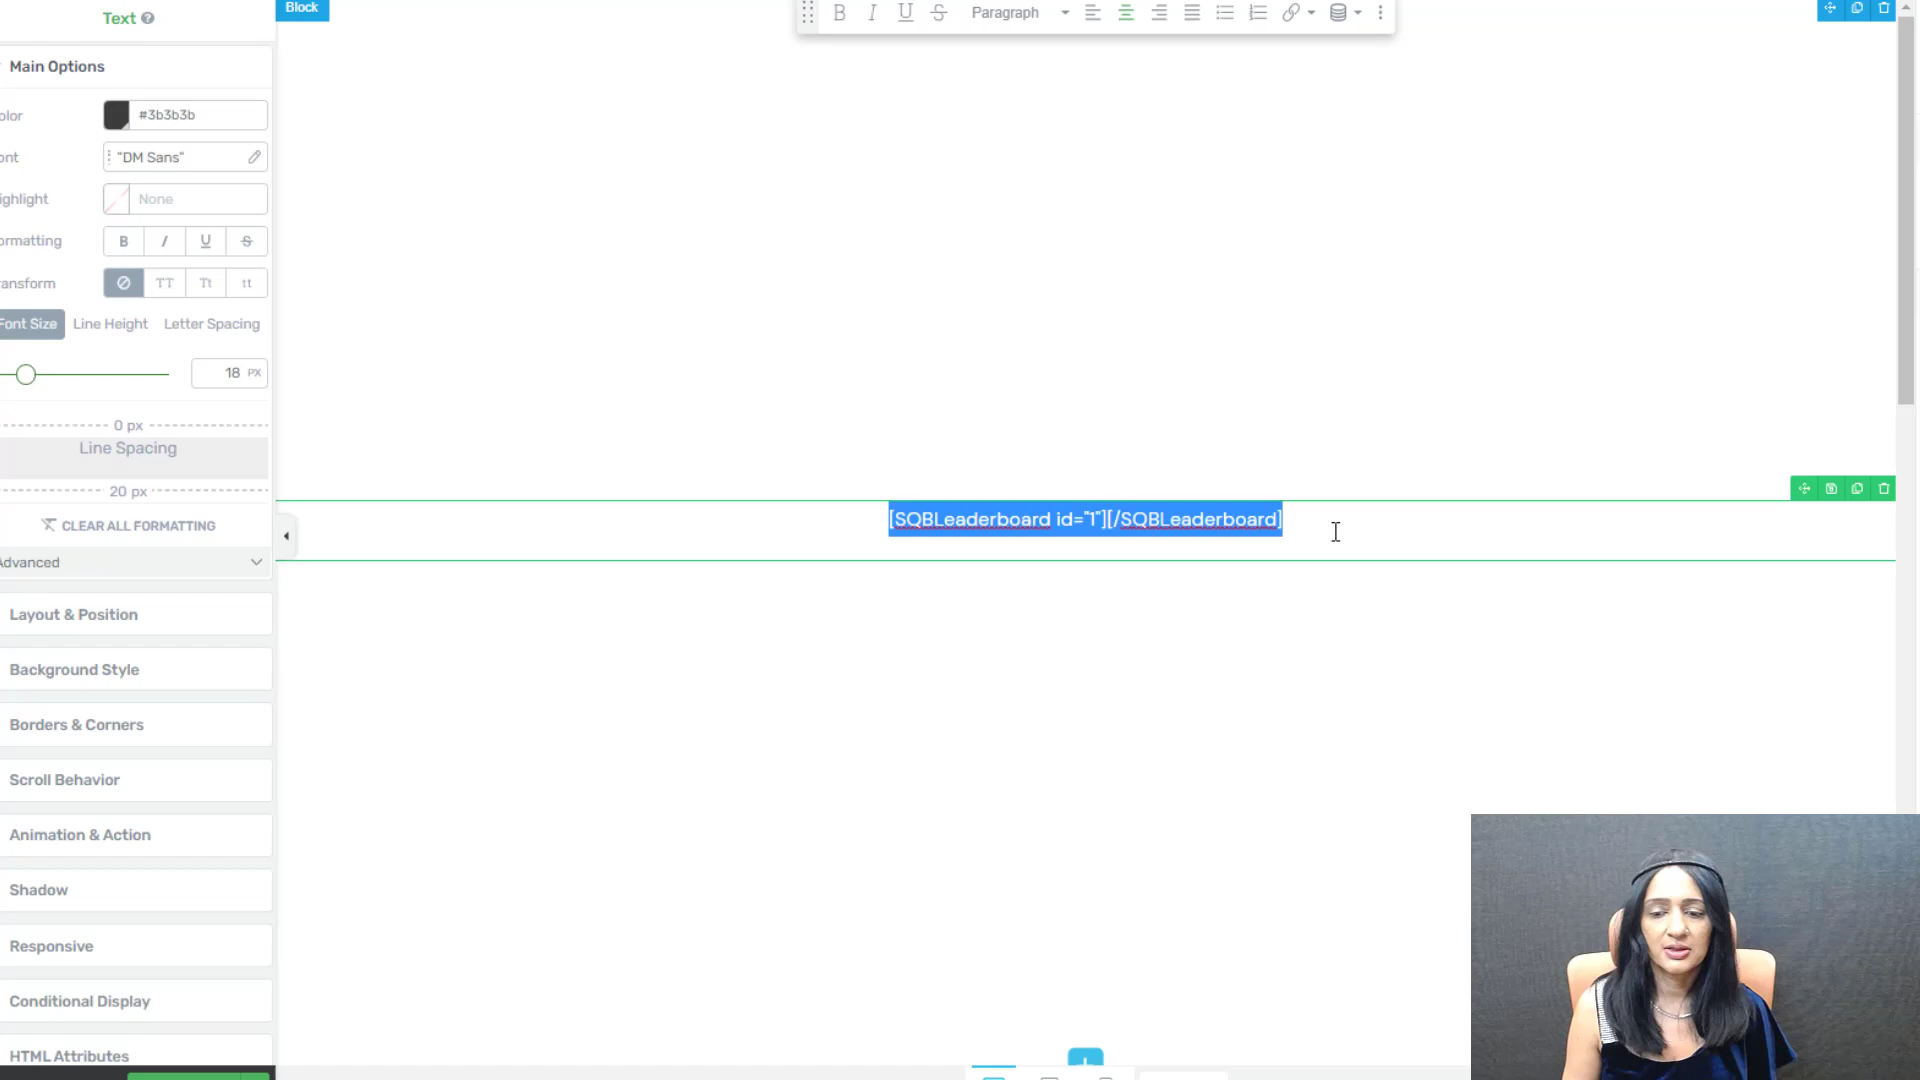 Text
Block
Paragraph
Main Options
olor
#3b3b3b
ont
"DM Sans"
ighlight
None
ormatting
B I U S
ransform
TT Tt tt
Font Size Line Height Letter Spacing
18 PX
0 px
Line Spacing
20 px
CLEAR ALL FORMATTING
Advanced
Layout & Position
Background Style
Borders & Corners
Scroll Behavior
Animation & Action
Shadow
Responsive
Conditional Display
HTML Attributes
[SQBLeaderboard id="1"][/SQBLeaderboard]